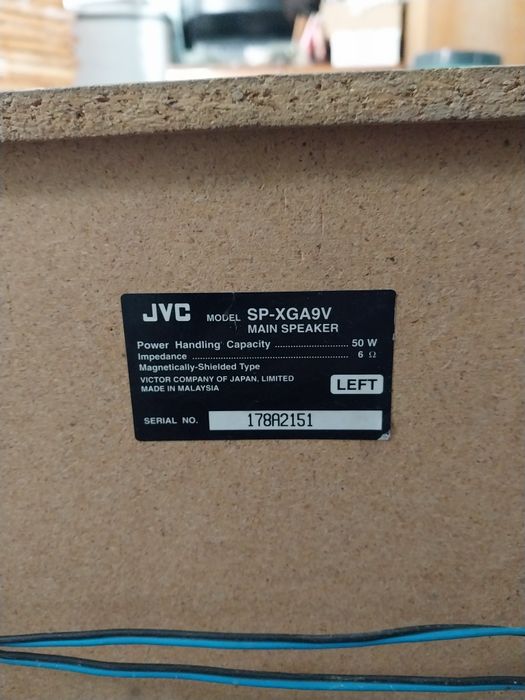 JVC MODEL SP-XGA9V
MAIN SPEAKER
Power Handling Capacity ........................ 50 W
Impedance ................................................ 6 Ω
Magnetically-Shielded Type
VICTOR COMPANY OF JAPAN, LIMITED
MADE IN MALAYSIA
LEFT
SERIAL NO. 178A2151